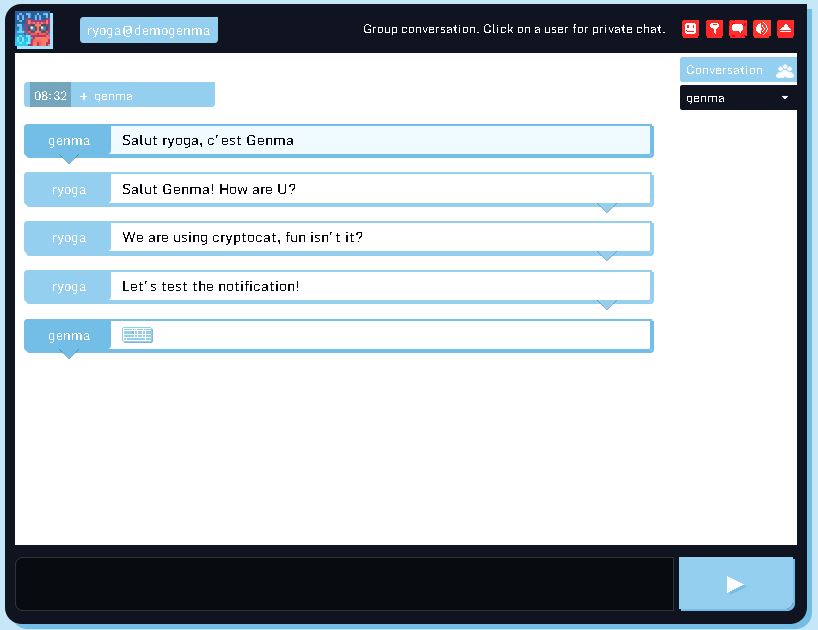 ryoga@demogenma
Group conversation. Click on a user for private chat.
Conversation
genma
08:32 + genma
genma Salut ryoga, c'est Genma
ryoga Salut Genma! How are U?
ryoga We are using cryptocat, fun isn't it?
ryoga Let's test the notification!
genma